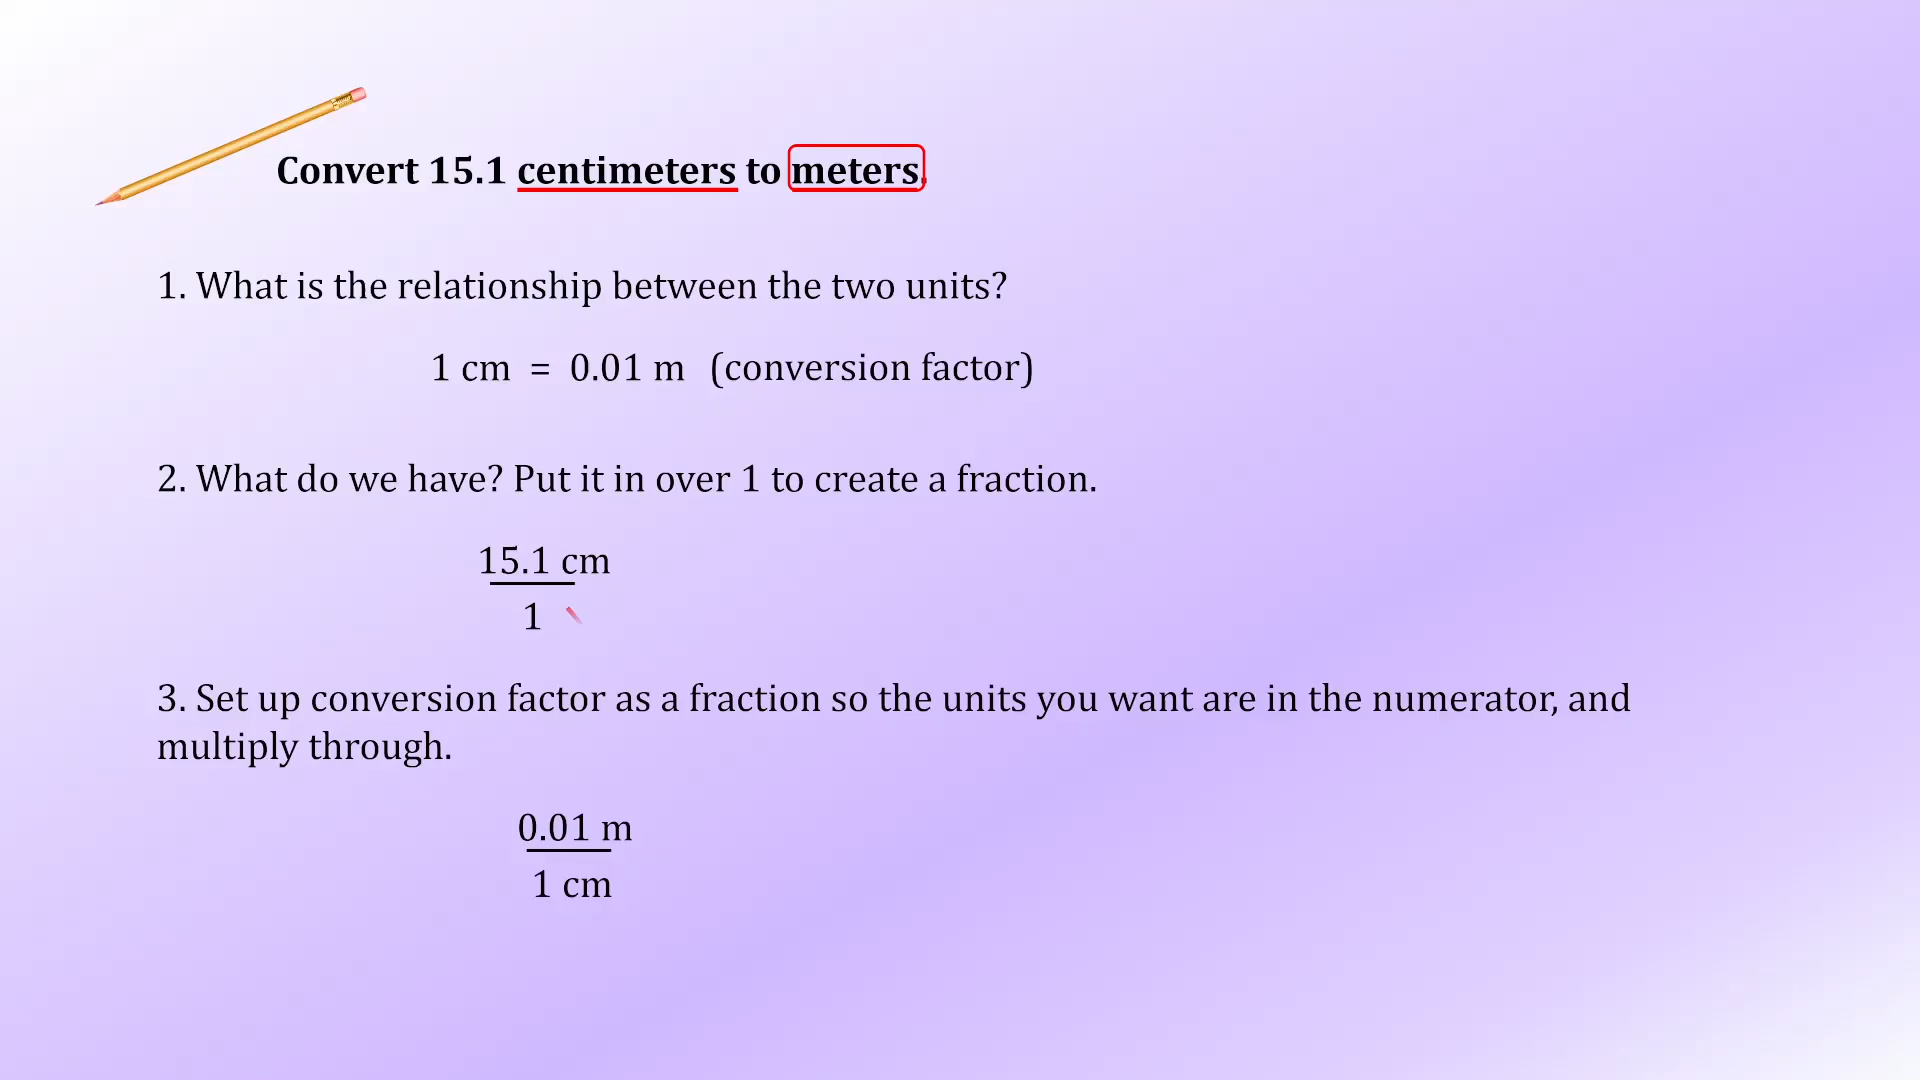 Convert 15.1 centimeters to meters.
1. What is the relationship between the two units?
1 cm = 0.01 m (conversion factor)
2. What do we have? Put it in over 1 to create a fraction.
15.1 cm
1
3. Set up conversion factor as a fraction so the units you want are in the numerator, and
multiply through.
0.01 m
1 cm